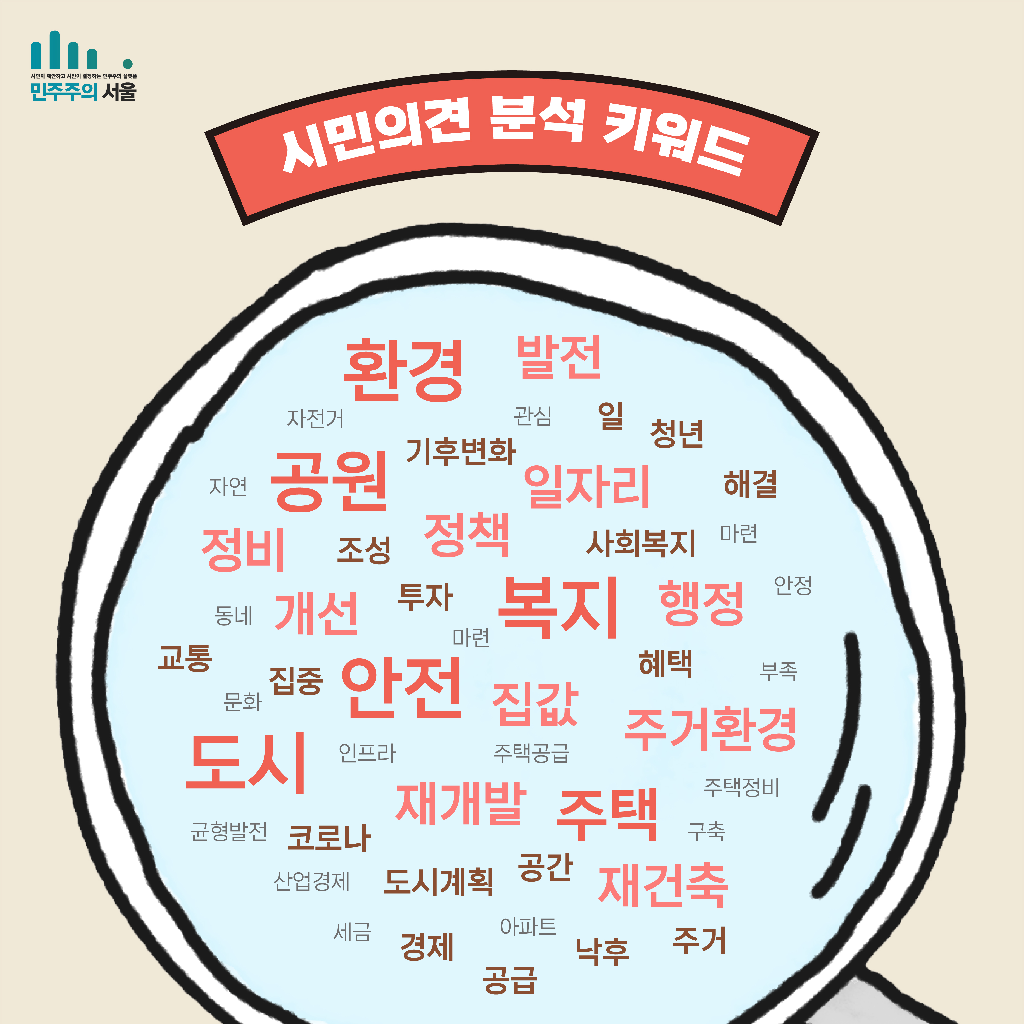 시민이 제안하고 시민이 결정하는 민주주의 플랫폼
민주주의 서울
시민의견 분석 키워드
환경 발전
자전거 관심 일 청년
기후변화
자연 공원 일자리 해결
정비 조성 정책 사회복지 마련
동네 개선 투자 복지 행정 안정
마련
교통 집중 안전 혜택 부족
문화 집값 주거환경
도시 인프라 주택공급
재개발 주택 주택정비
균형발전 코로나 구축
산업경제 도시계획 공간 재건축
세금 경제 아파트 낙후 주거
공급